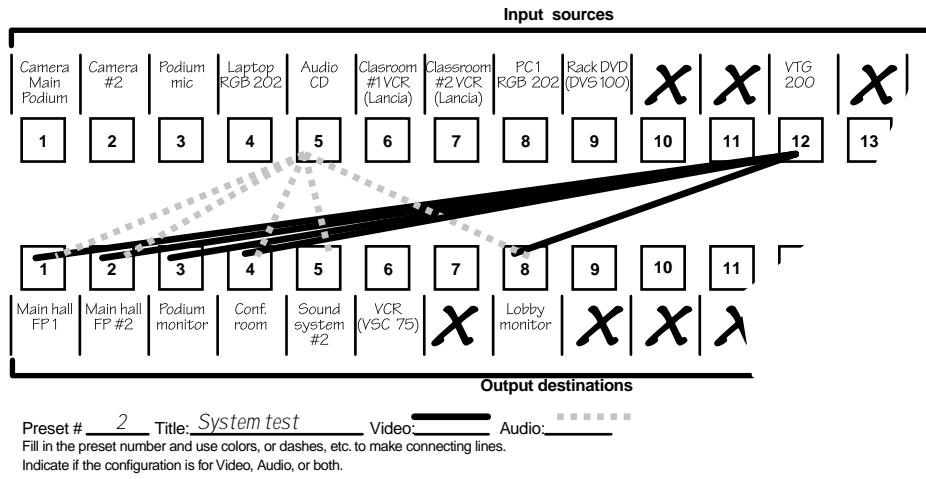 Input sources
Camera Main Podium
Camera #2
Podium mic
Laptop RGB 202
Audio CD
Clasroom #1 VCR (Lancia)
Classroom #2 VCR (Lancia)
PC1 RGB 202
Rack DVD (DVS 100)
X
X
VTG 200
X
1 2 3 4 5 6 7 8 9 10 11 12 13
1 2 3 4 5 6 7 8 9 10 11
Main hall FP 1
Main hall FP #2
Podium monitor
Conf. room
Sound system #2
VCR (VSC 75)
X
Lobby monitor
X
X
X
Output destinations
Preset # 2 Title: System test Video: Audio:
Fill in the preset number and use colors, or dashes, etc. to make connecting lines.
Indicate if the configuration is for Video, Audio, or both.